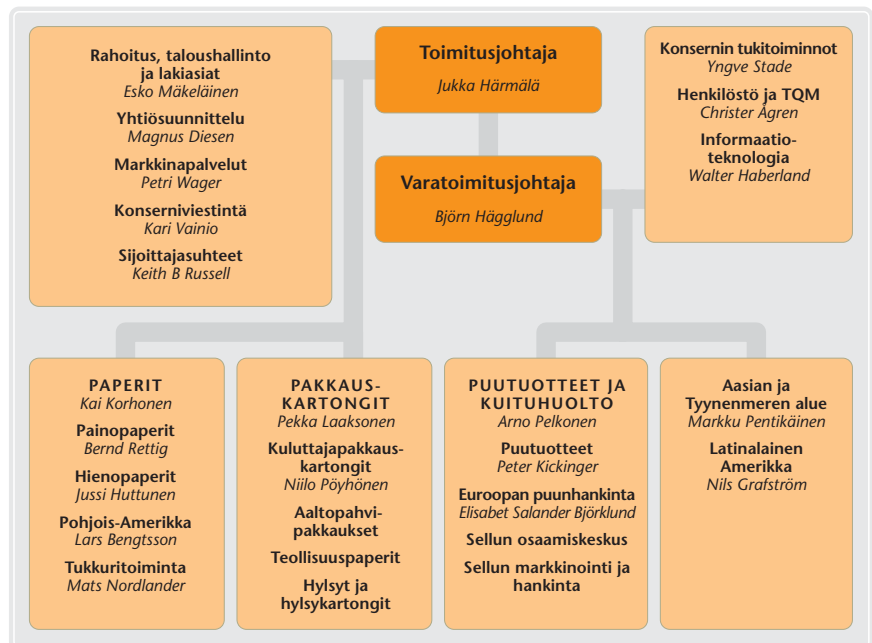 Rahoitus, taloushallinto
ja lakiasiat
Esko Mäkeläinen
Yhtiösuunnittelu
Magnus Diesen
Markkinapalvelut
Petri Wager
Konserniviestintä
Kari Vainio
Sijoittajasuhteet
Keith B Russell
Toimitusjohtaja
Jukka Härmälä
Varatoimitusjohtaja
Björn Hägglund
Konsernin tukitoiminnot
Yngve Stade
Henkilöstö ja TQM
Christer Ågren
Informaatio-
teknologia
Walter Haberland
PAPERIT
Kai Korhonen
Painopaperit
Bernd Rettig
Hienopaperit
Jussi Huttunen
Pohjois-Amerikka
Lars Bengtsson
Tukkuritoiminta
Mats Nordlander
PAKKAUS-
KARTONGIT
Pekka Laaksonen
Kuluttajapakkaus-
kartongit
Niilo Pöyhönen
Aaltopahvi-
pakkaukset
Teollisuuspaperit
Hylsyt ja
hylsykartongit
PUUTUOTTEET JA
KUITUHUOLTO
Arno Pelkonen
Puutuotteet
Peter Kickinger
Euroopan puunhankinta
Elisabet Salander Björklund
Sellun osaamiskeskus
Sellun markkinointi ja
hankinta
Aasian ja
Tyynenmeren alue
Markku Pentikäinen
Latinalainen
Amerikka
Nils Grafström